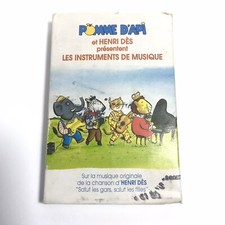 POMME D'API
et HENRI DÈS
présentent
LES INSTRUMENTS DE MUSIQUE
Sur la musique originale
de la chanson d'HENRI DÈS
"Salut les gars, salut les filles"